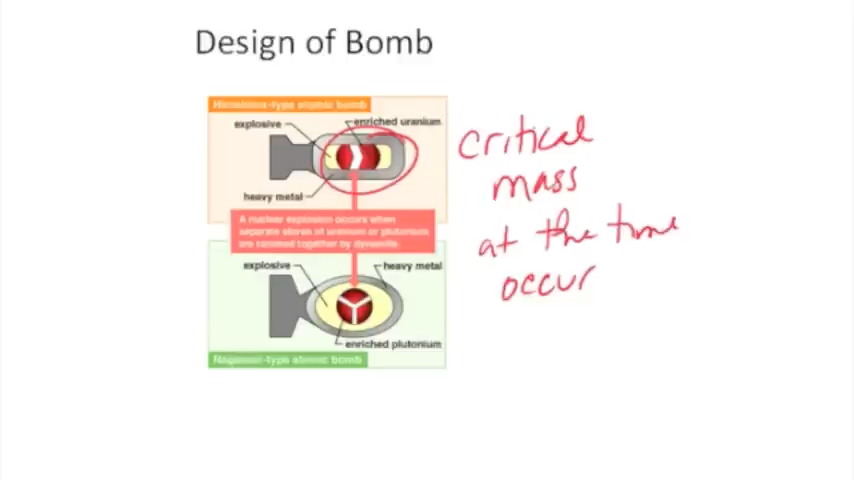 Design of Bomb
Hiroshima-type atomic bomb
explosive
enriched uranium
heavy metal
A nuclear explosion occurs when
separate stores of uranium or plutonium
are rammed together by dynamite
explosive
heavy metal
enriched plutonium
Nagasaki-type atomic bomb
critical
mass
at the time
occur